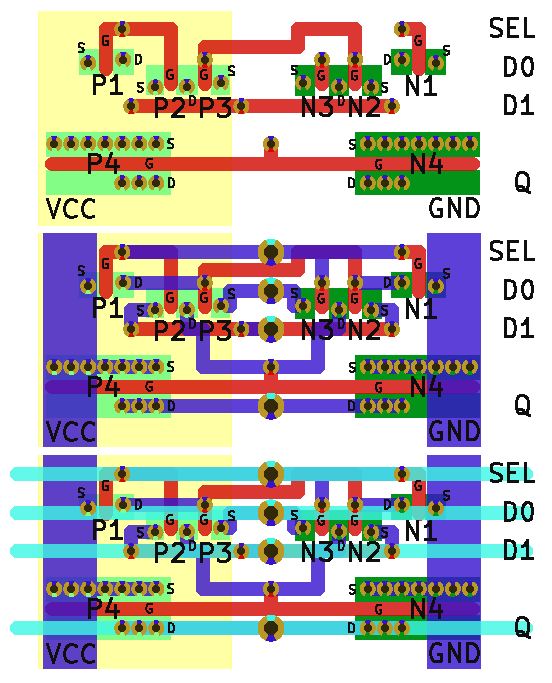 SEL
G S
S D D G D0
P1 G G S G G N1
S S S
P2 D P3 N3 D N2 D1
S S
P4 G G N4
D D Q
VCC GND
SEL
G G
S D D S D0
P1 G G S S G G N1
S S
P2 D P3 N3 D N2 D1
S S
P4 G G N4
D D Q
VCC GND
SEL
G G
S D D S D0
P1 G G S S G G N1
S S
P2 D P3 N3 D N2 D1
S S
P4 G G N4
D D Q
VCC GND